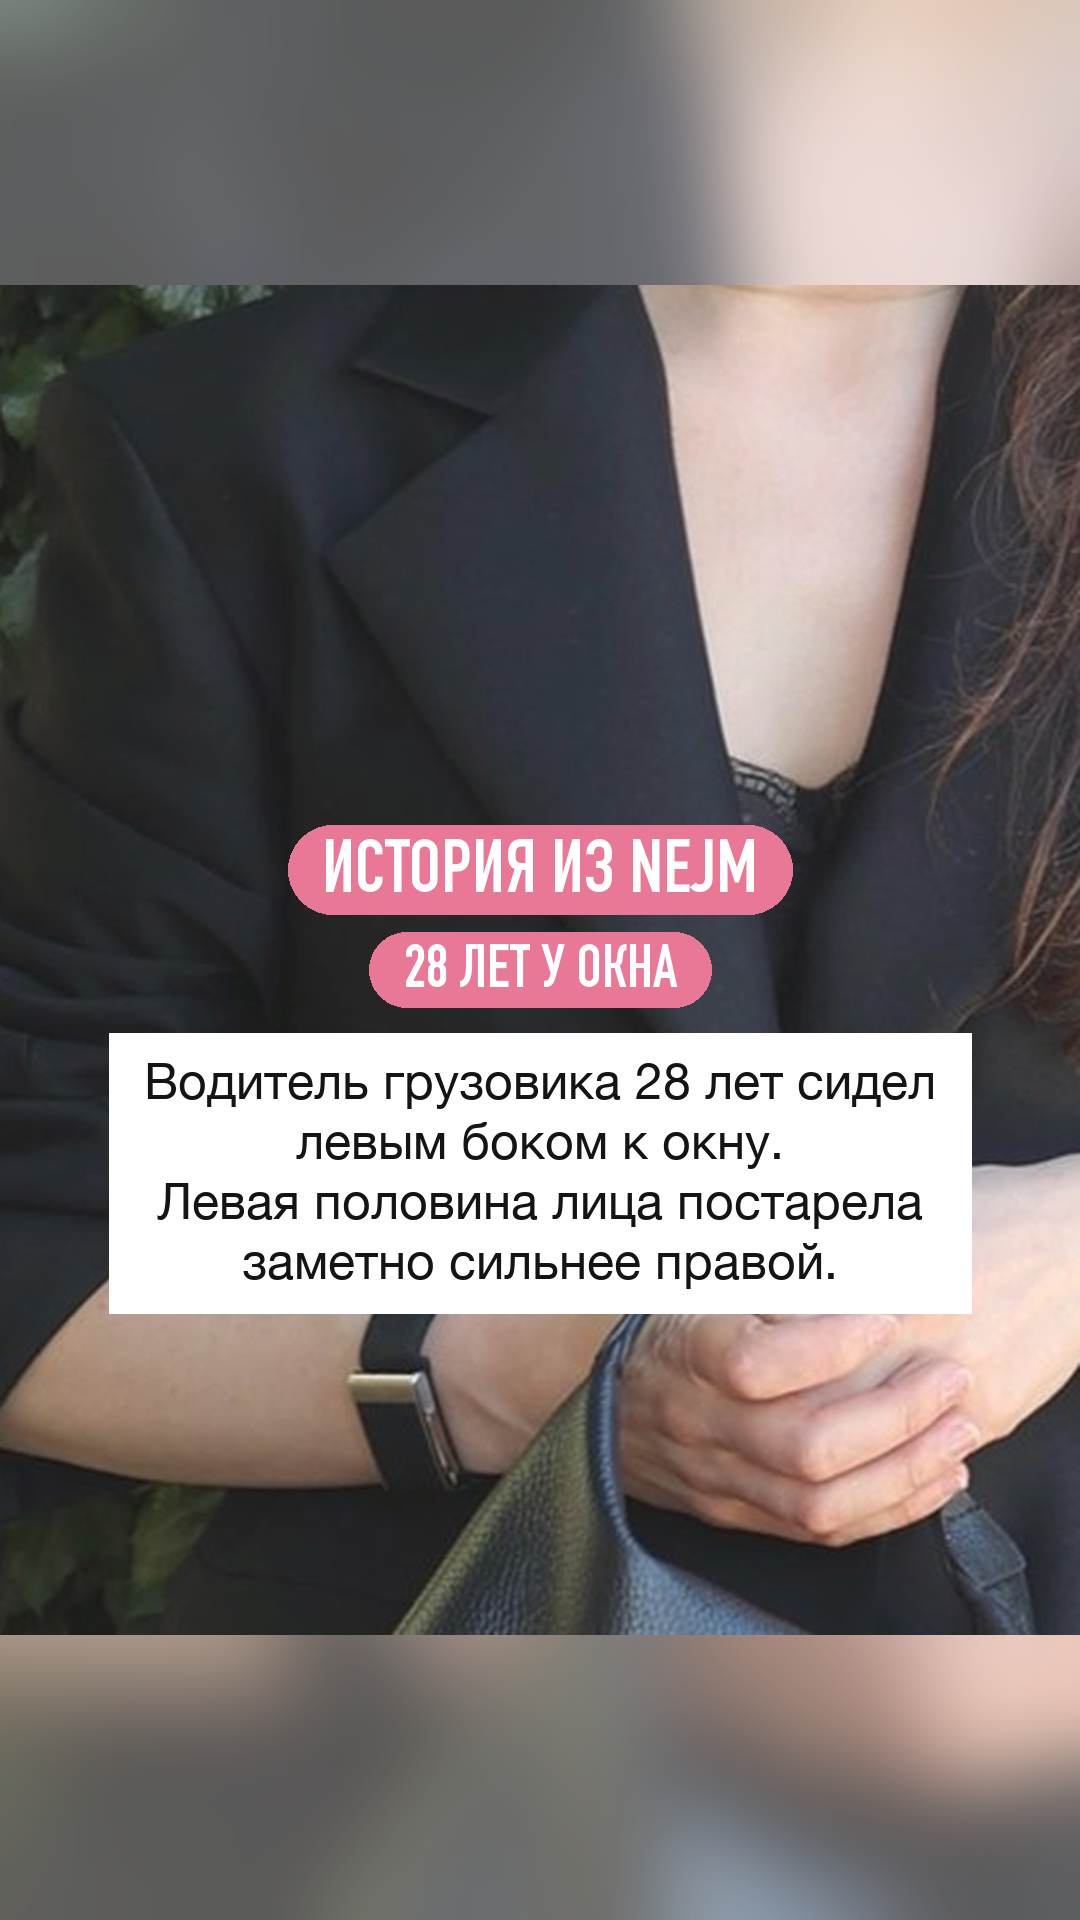 ИСТОРИЯ ИЗ NEJM
28 ЛЕТ У ОКНА
Водитель грузовика 28 лет сидел
левым боком к окну.
Левая половина лица постарела
заметно сильнее правой.